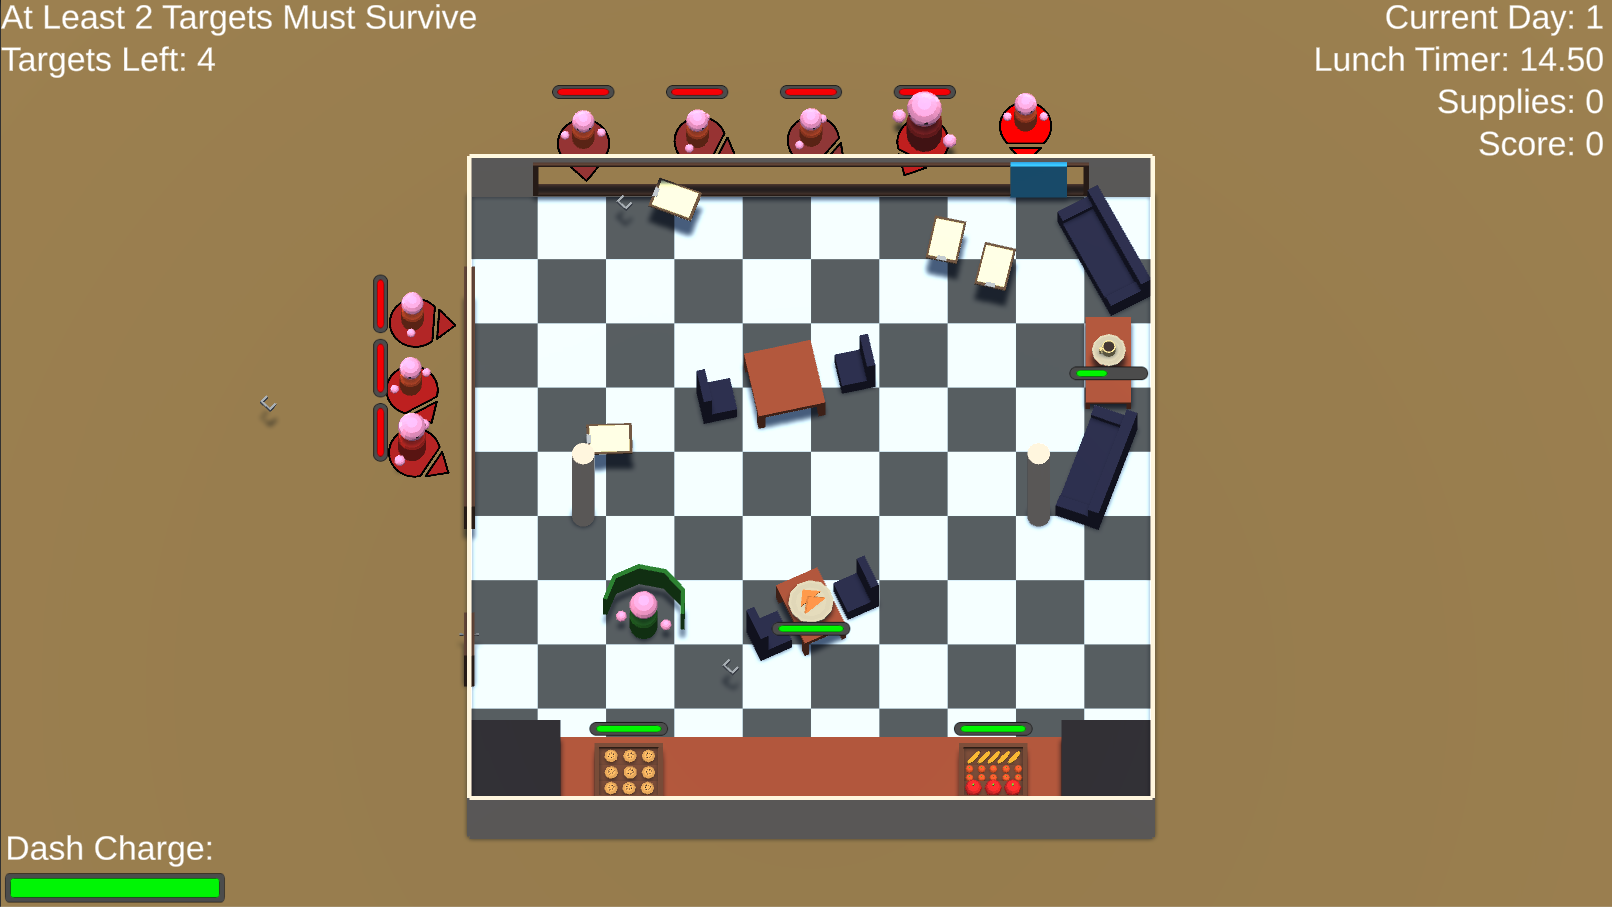 At Least 2 Targets Must Survive
Targets Left: 4
Current Day: 1
Lunch Timer: 14.50
Supplies: 0
Score: 0
Dash Charge: